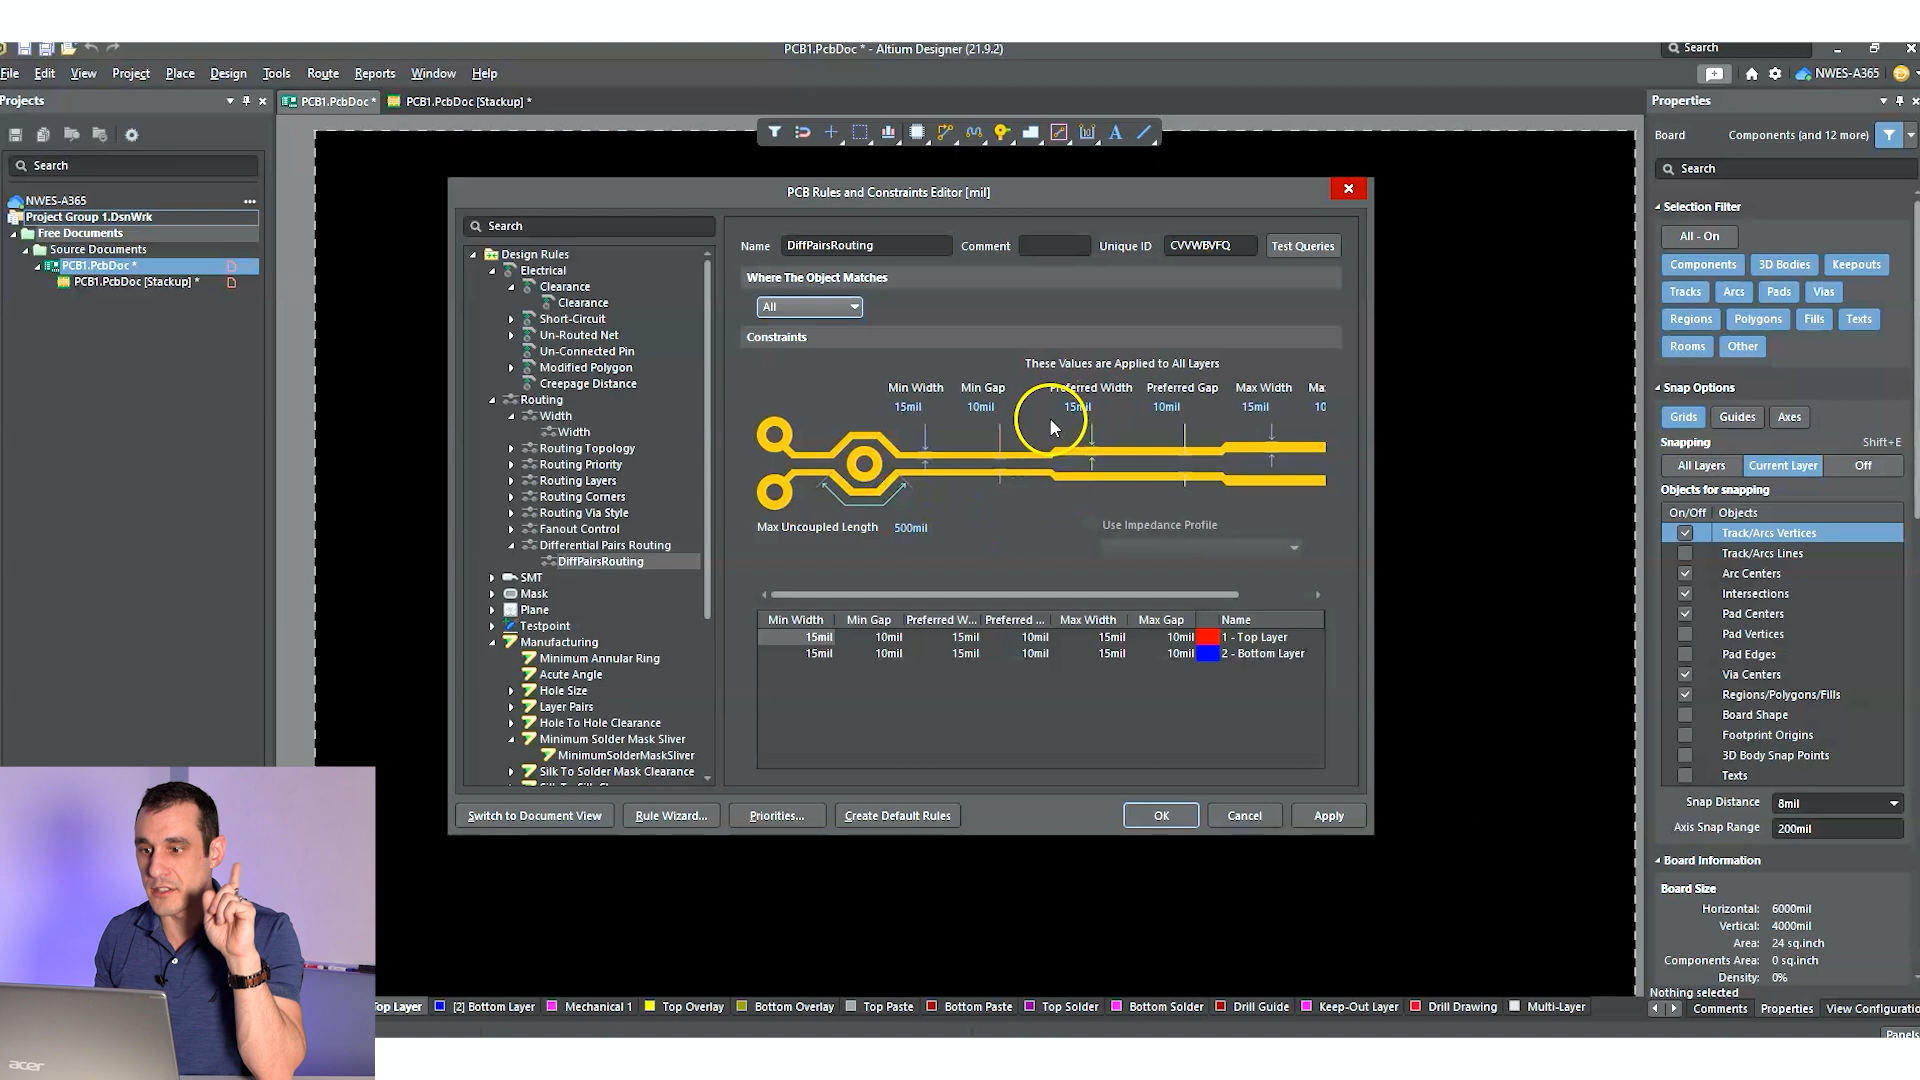 PCB1.PcbDoc * - Altium Designer (21.9.2)
Search
File Edit View Project Place Design Tools Route Reports Window Help
NWES-A365
Projects
PCB1.PcbDoc *
PCB1.PcbDoc [Stackup] *
Properties
Board
Components (and 12 more)
Search
Search
NWES-A365
Project Group 1.DsnWrk
Free Documents
Source Documents
PCB1.PcbDoc *
PCB1.PcbDoc [Stackup] *
PCB Rules and Constraints Editor [mil]
Search
Design Rules
Electrical
Clearance
Clearance
Short-Circuit
Un-Routed Net
Un-Connected Pin
Modified Polygon
Creepage Distance
Routing
Width
Width
Routing Topology
Routing Priority
Routing Layers
Routing Corners
Routing Via Style
Fanout Control
Differential Pairs Routing
DiffPairsRouting
SMT
Mask
Plane
Testpoint
Manufacturing
Minimum Annular Ring
Acute Angle
Hole Size
Layer Pairs
Hole To Hole Clearance
Minimum Solder Mask Sliver
MinimumSolderMaskSliver
Silk To Solder Mask Clearance
Name DiffPairsRouting Comment Unique ID CVVWBVFQ Test Queries
Where The Object Matches
All
Constraints
These Values are Applied to All Layers
Min Width Min Gap Preferred Width Preferred Gap Max Width Ma
15mil 10mil 15mil 10mil 15mil 10
Max Uncoupled Length 500mil
Use Impedance Profile
Min Width Min Gap Preferred W... Preferred ... Max Width Max Gap Name
15mil 10mil 15mil 10mil 15mil 10mil 1 - Top Layer
15mil 10mil 15mil 10mil 15mil 10mil 2 - Bottom Layer
Switch to Document View Rule Wizard... Priorities... Create Default Rules OK Cancel Apply
Selection Filter
All - On
Components 3D Bodies Keepouts
Tracks Arcs Pads Vias
Regions Polygons Fills Texts
Rooms Other
Snap Options
Grids Guides Axes
Snapping Shift+E
All Layers Current Layer Off
Objects for snapping
On/Off Objects
Track/Arcs Vertices
Track/Arcs Lines
Arc Centers
Intersections
Pad Centers
Pad Vertices
Pad Edges
Via Centers
Regions/Polygons/Fills
Board Shape
Footprint Origins
3D Body Snap Points
Texts
Snap Distance 8mil
Axis Snap Range 200mil
Board Information
Board Size
Horizontal: 6000mil
Vertical: 4000mil
Area: 24 sq.inch
Components Area: 0 sq.inch
Density: 0%
Nothing selected
Comments Properties View Configuratio
Panels
Top Layer [2] Bottom Layer Mechanical 1 Top Overlay Bottom Overlay Top Paste Bottom Paste Top Solder Bottom Solder Drill Guide Keep-Out Layer Drill Drawing Multi-Layer
acer